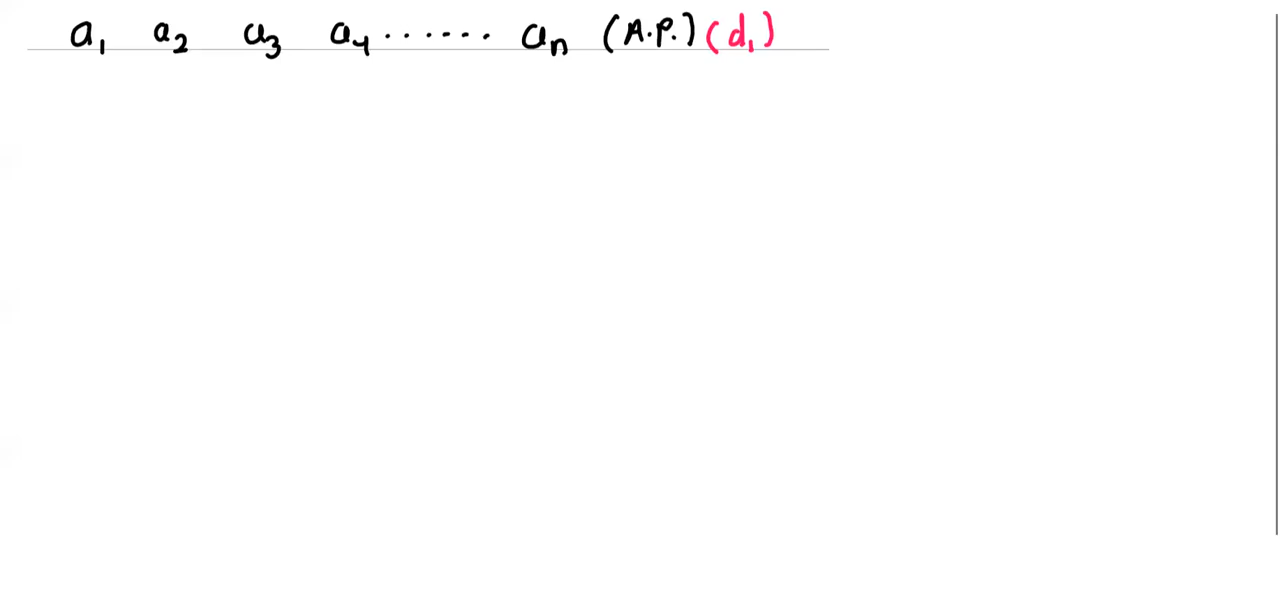 a₁ a₂ a₃ a₄ ...... aₙ (A.P.) (d₁)